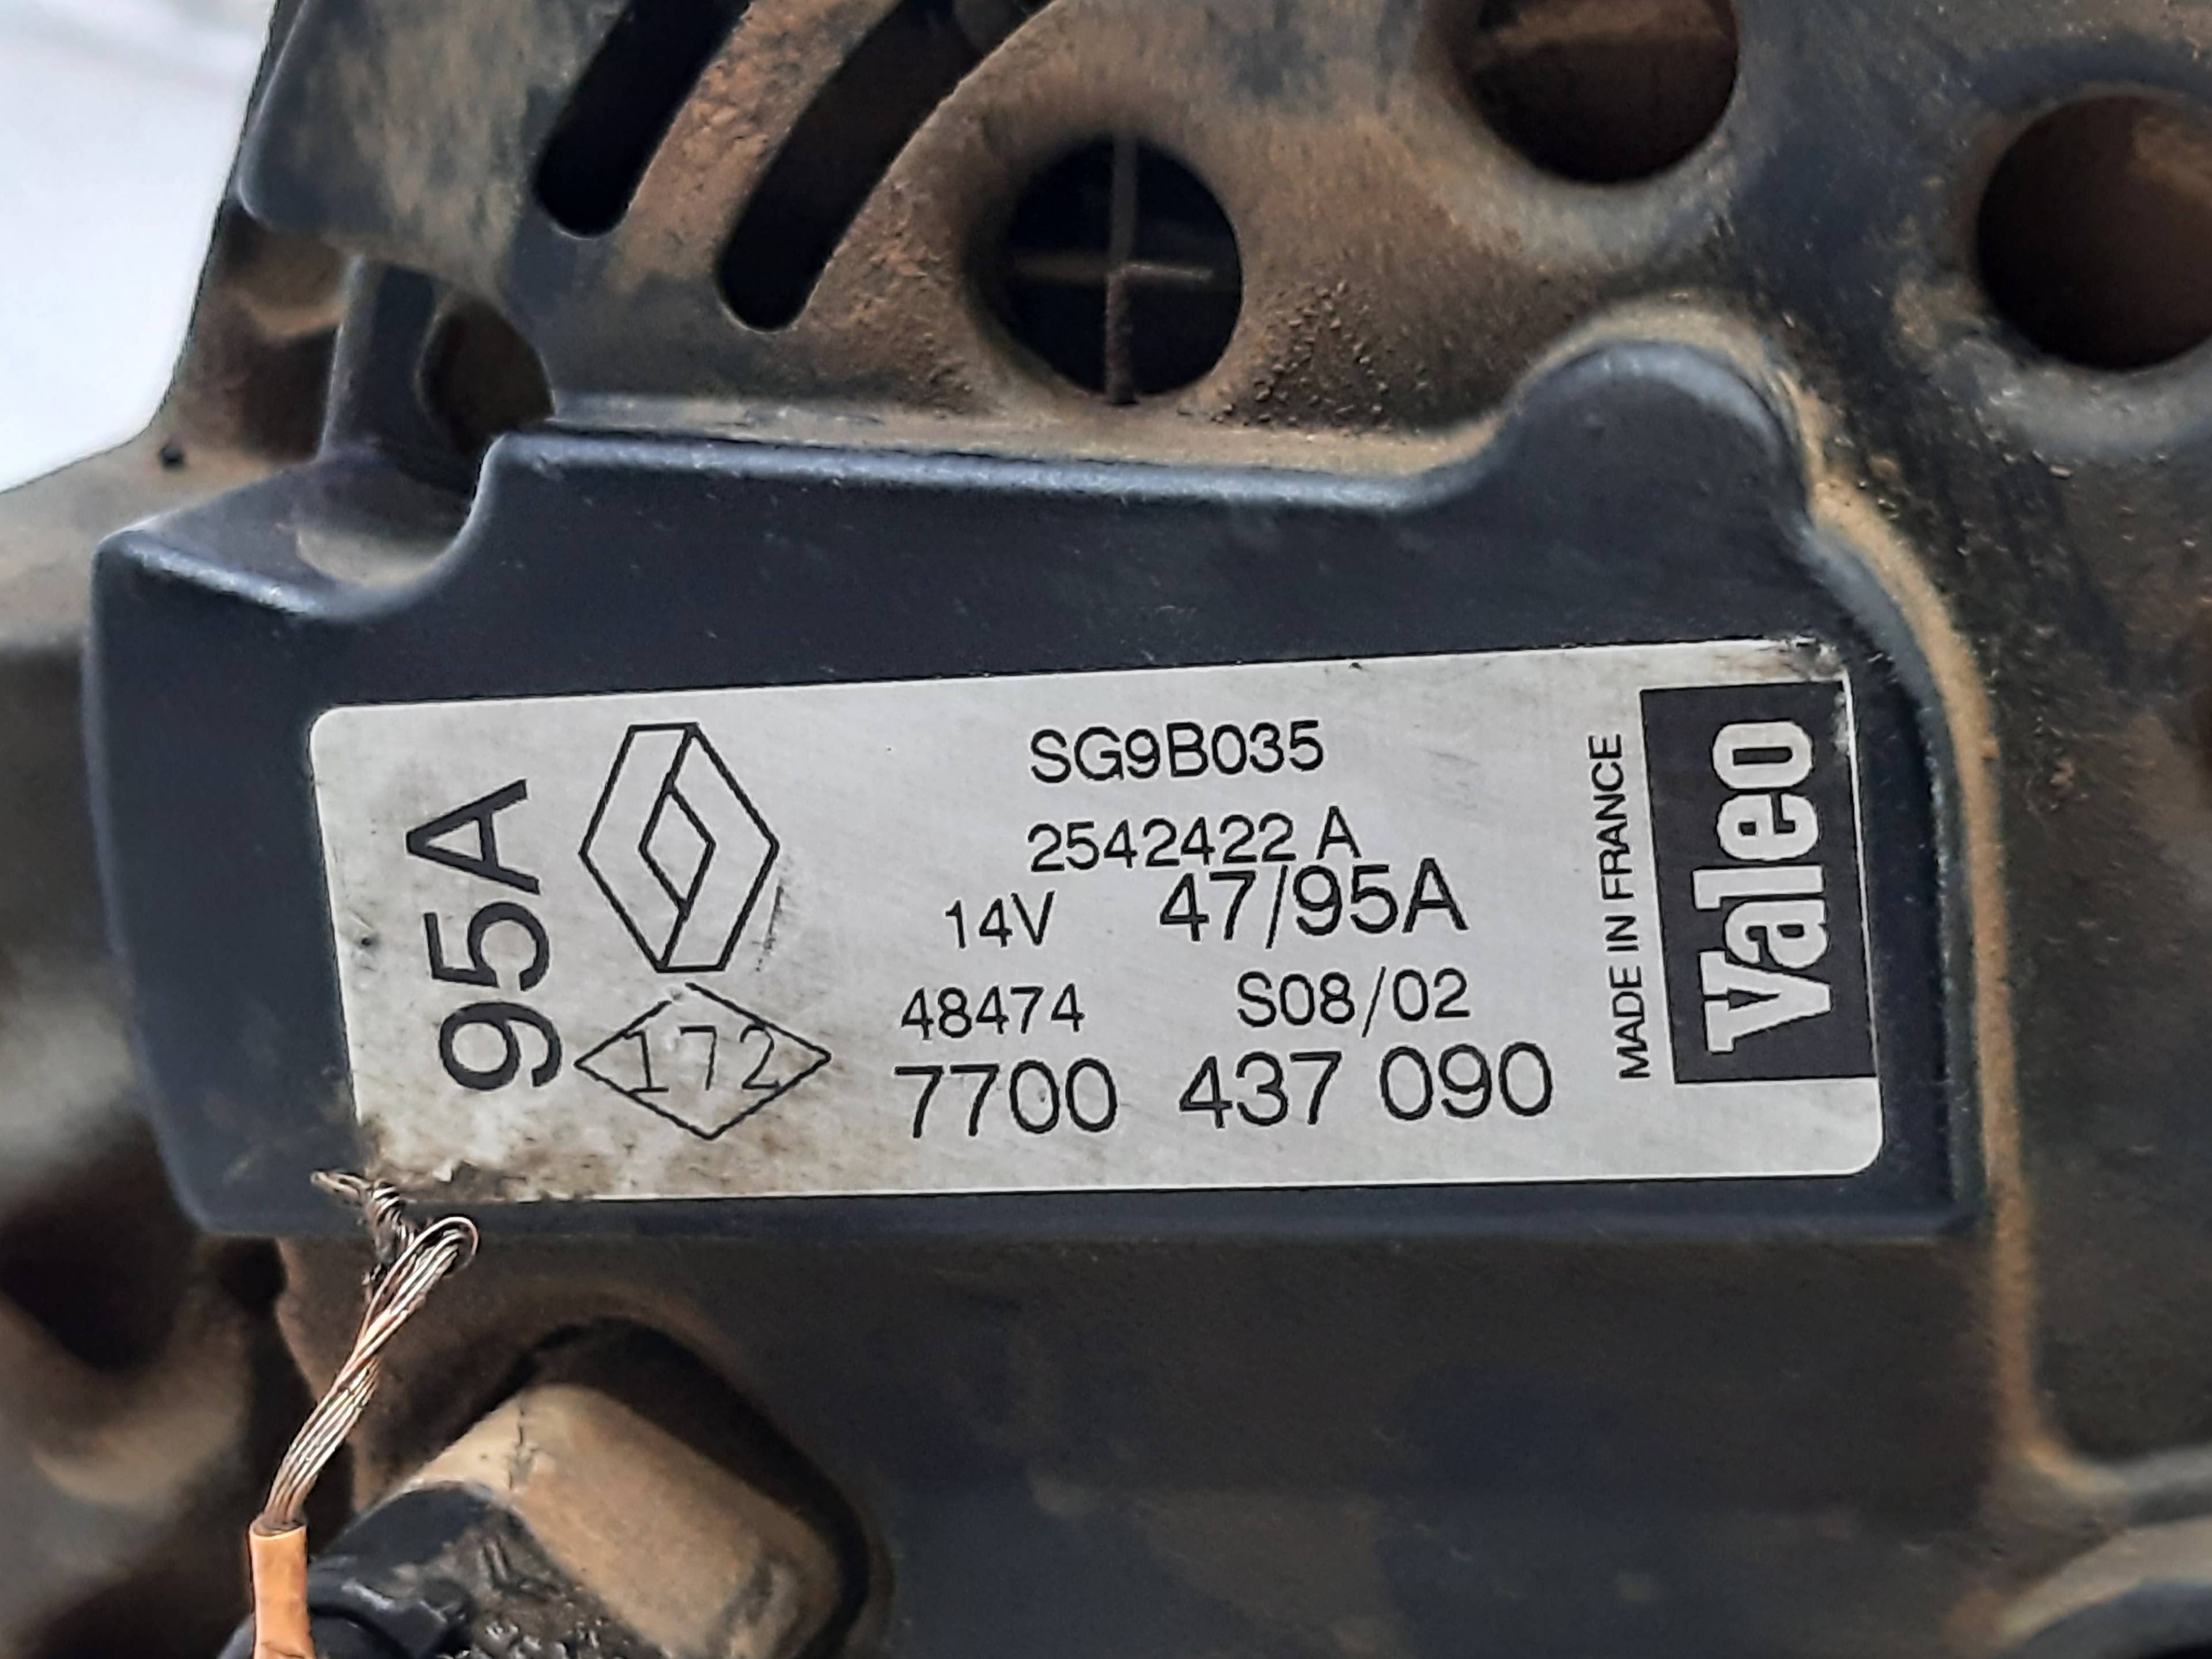 95A
172
SG9B035
2542422 A
14V 47/95A
48474 S08/02
7700 437 090
MADE IN FRANCE
Valeo